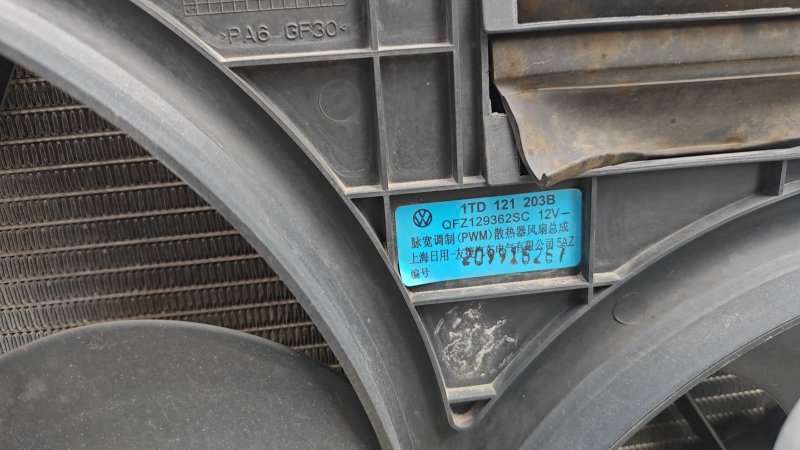 >PA6 GF30<
1TD 121 203B
QFZ129362SC 12V⎓
脉宽调制(PWM)散热器风扇总成
上海日用-友捷汽车电气有限公司 5AZ
编号